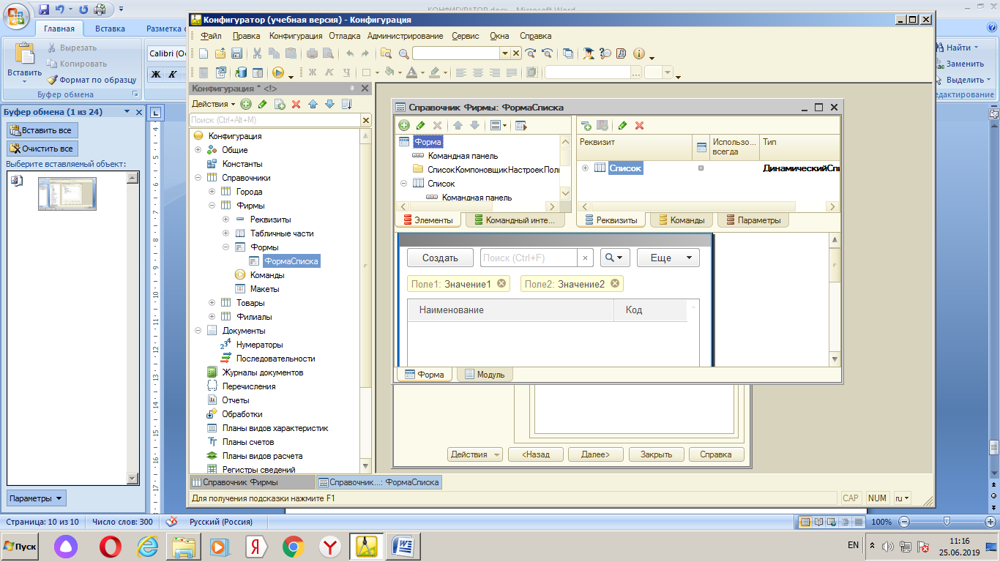 КОНФИГУРАТОР.docx - Microsoft Word
Главная
Вставка
Разметка
Вставить
Вырезать
Копировать
Формат по образцу
Буфер обмена
Calibri
Ж К
Найти
Заменить
Выделить
Редактирование
Буфер обмена (1 из 24)
Вставить все
Очистить все
Выберите вставляемый объект:
Параметры
Конфигуратор (учебная версия) - Конфигурация
Файл Правка Конфигурация Отладка Администрирование Сервис Окна Справка
Ж К Ч
Конфигурация * <!>
Действия
Поиск (Ctrl+Alt+M)
Конфигурация
Общие
Константы
Справочники
Города
Фирмы
Реквизиты
Табличные части
Формы
ФормаСписка
Команды
Макеты
Товары
Филиалы
Документы
Нумераторы
Последовательности
Журналы документов
Перечисления
Отчеты
Обработки
Планы видов характеристик
Планы счетов
Планы видов расчета
Регистры сведений
Справочник Фирмы: ФормаСписка
Форма
Командная панель
СписокКомпоновщикНастроекПоль
Список
Командная панель
Элементы
Командный инте...
Реквизит
Использо... всегда
Тип
Список
ДинамическийСпи
Реквизиты
Команды
Параметры
Создать
Поиск (Ctrl+F)
×
Еще
Поле1: Значение1
Поле2: Значение2
Наименование
Код
Форма
Модуль
Действия
<Назад
Далее>
Закрыть
Справка
Справочник Фирмы
Справочник...: ФормаСписка
Для получения подсказки нажмите F1
CAP NUM ru
Страница: 10 из 10
Число слов: 300
Русский (Россия)
100%
Пуск
EN
11:16
25.06.2019